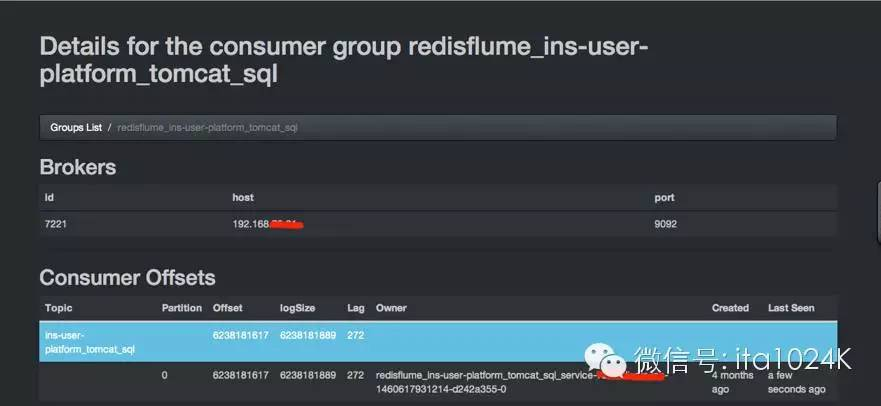 Details for the consumer group redisflume_ins-user-
platform_tomcat_sql
Groups List / redisflume_ins-user-platform_tomcat_sql
Brokers
id host port
7221 192.168. 9092
Consumer Offsets
Topic Partition Offset logSize Lag Owner Created Last Seen
ins-user-
platform_tomcat_sql 6238181617 6238181889 272
0 6238181617 6238181889 272 redisflume_ins-user-platform_tomcat_sql_service- 4 months a few
1460617931214-d242a355-0 ago seconds ago
微信号: ita1024K